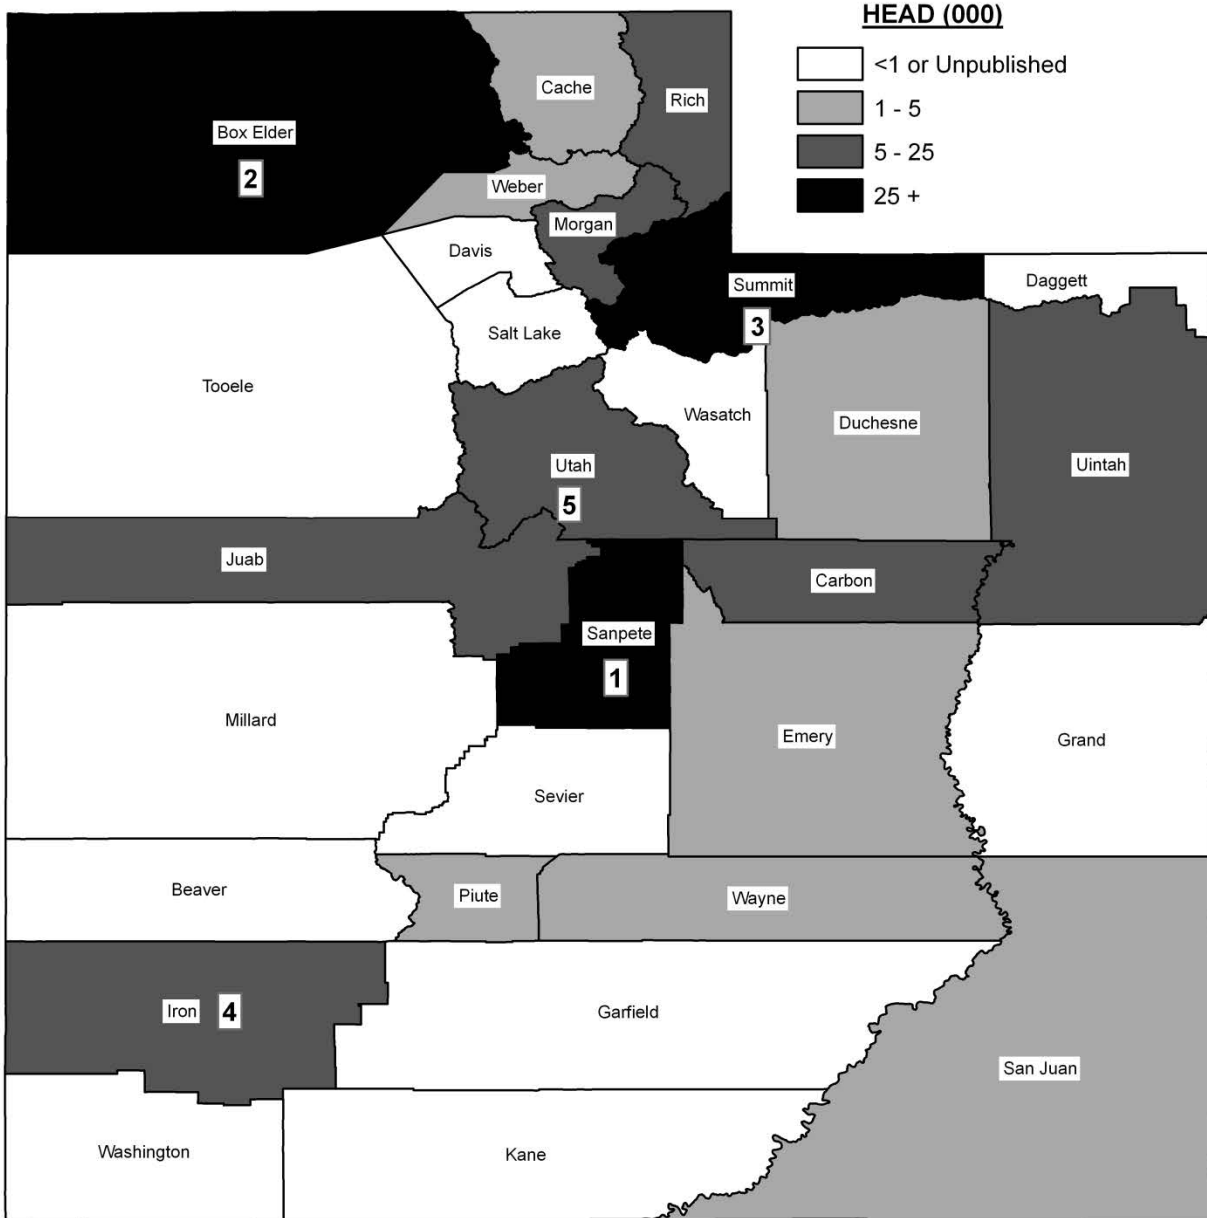 HEAD (000)
<1 or Unpublished
1 - 5
5 - 25
25 +
Cache
Rich
Box Elder
2
Weber
Morgan
Davis
Summit
3
Daggett
Salt Lake
Tooele
Wasatch
Duchesne
Utah
5
Uintah
Juab
Carbon
Sanpete
1
Millard
Emery
Grand
Sevier
Beaver
Piute
Wayne
Iron
4
Garfield
San Juan
Washington
Kane